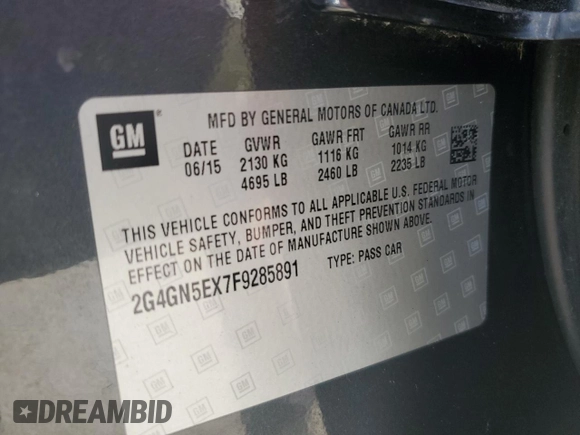 GM
MFD BY GENERAL MOTORS OF CANADA LTD.
DATE GVWR GAWR FRT GAWR RR
06/15 2130 KG 1116 KG 1014 KG
4695 LB 2460 LB 2235 LB
THIS VEHICLE CONFORMS TO ALL APPLICABLE U.S. FEDERAL MOTOR
VEHICLE SAFETY, BUMPER, AND THEFT PREVENTION STANDARDS IN
EFFECT ON THE DATE OF MANUFACTURE SHOWN ABOVE.
2G4GN5EX7F9285891 TYPE: PASS CAR
DREAMBID